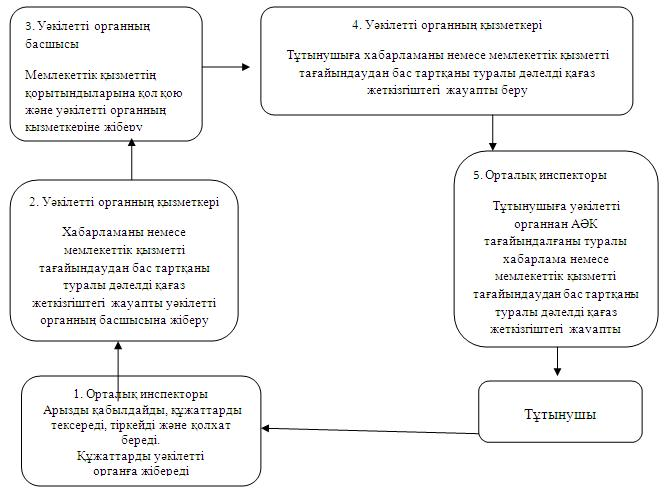 3. Уәкілетті органның
басшысы
Мемлекеттік қызметтің
қорытындыларына қол қою
және уәкілетті органның
қызметкеріне жіберу
4. Уәкілетті органның қызметкері
Тұтынушыға хабарламаны немесе мемлекеттік қызметті
тағайындаудан бас тартқаны туралы дәлелді қағаз
жеткізгіштегі жауапты беру
2. Уәкілетті органның қызметкері
Хабарламаны немесе
мемлекеттік қызметті
тағайындаудан бас тартқаны
туралы дәлелді қағаз
жеткізгіштегі жауапты уәкілетті
органның басшысына жіберу
5. Орталық инспекторы
Тұтынушыға уәкілетті
органнан АӘК
тағайындалғаны туралы
хабарлама немесе
мемлекеттік қызметті
тағайындаудан бас тартқаны
туралы дәлелді қағаз
жеткізгіштегі жауапты
1. Орталық инспекторы
Арызды қабылдайды, құжаттарды
тексереді, тіркейді және қолхат
береді.
Құжаттарды уәкілетті
органға жібереді
Тұтынушы